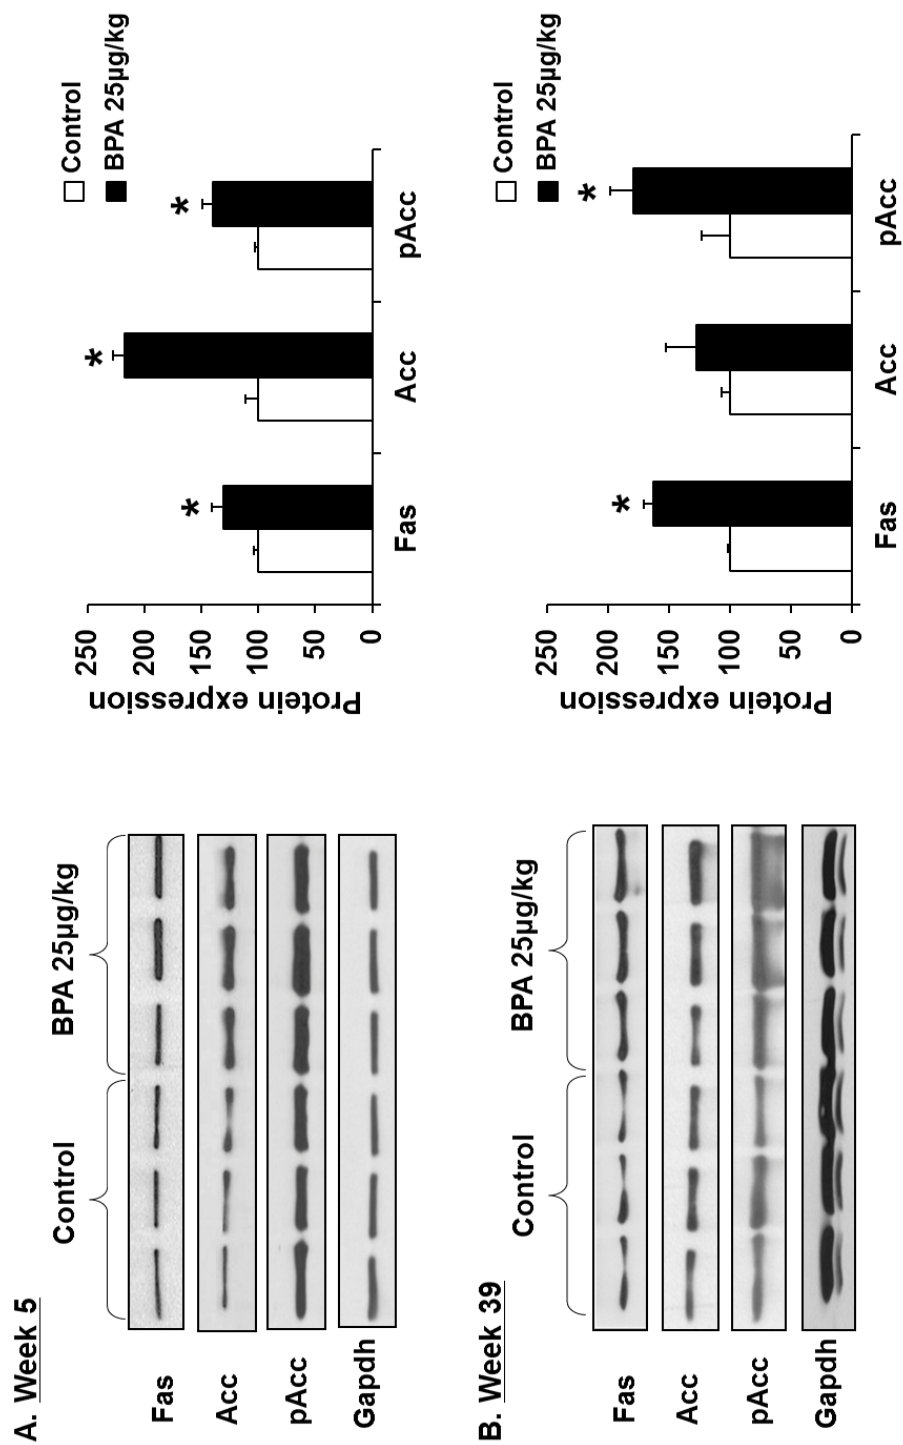 A. Week 5
Control
BPA 25µg/kg
Fas
Acc
pAcc
Gapdh
Protein expression
250
200
150
100
50
0
*
*
*
Fas
Acc
pAcc
Control
BPA 25µg/kg
B. Week 39
Control
BPA 25µg/kg
Fas
Acc
pAcc
Gapdh
Protein expression
250
200
150
100
50
0
*
*
Fas
Acc
pAcc
Control
BPA 25µg/kg